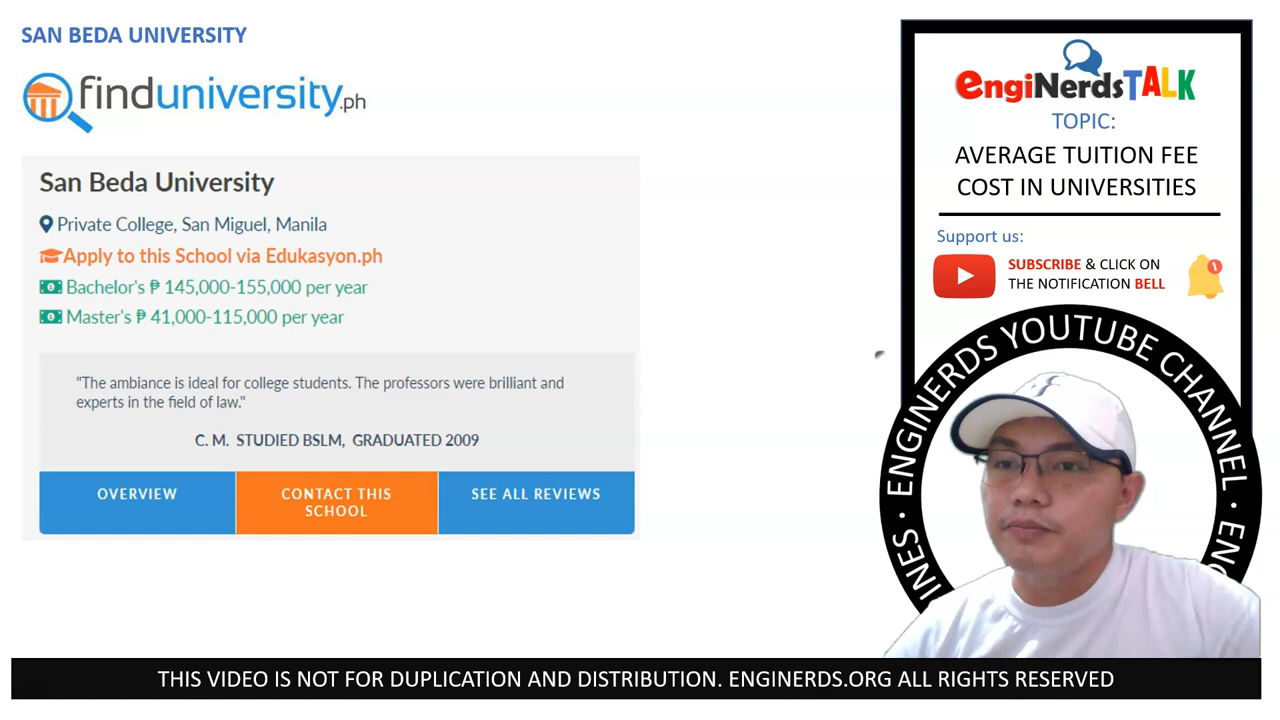 SAN BEDA UNIVERSITY
finduniversity.ph
San Beda University
Private College, San Miguel, Manila
Apply to this School via Edukasyon.ph
Bachelor's ₱ 145,000-155,000 per year
Master's ₱ 41,000-115,000 per year
"The ambiance is ideal for college students. The professors were brilliant and
experts in the field of law."
C. M. STUDIED BSLM, GRADUATED 2009
OVERVIEW
CONTACT THIS
SCHOOL
SEE ALL REVIEWS
engiNerdsTALK
TOPIC:
AVERAGE TUITION FEE
COST IN UNIVERSITIES
Support us:
SUBSCRIBE & CLICK ON
THE NOTIFICATION BELL
1
INES · ENGINERDS YOUTUBE CHANNEL · ENG
THIS VIDEO IS NOT FOR DUPLICATION AND DISTRIBUTION. ENGINERDS.ORG ALL RIGHTS RESERVED